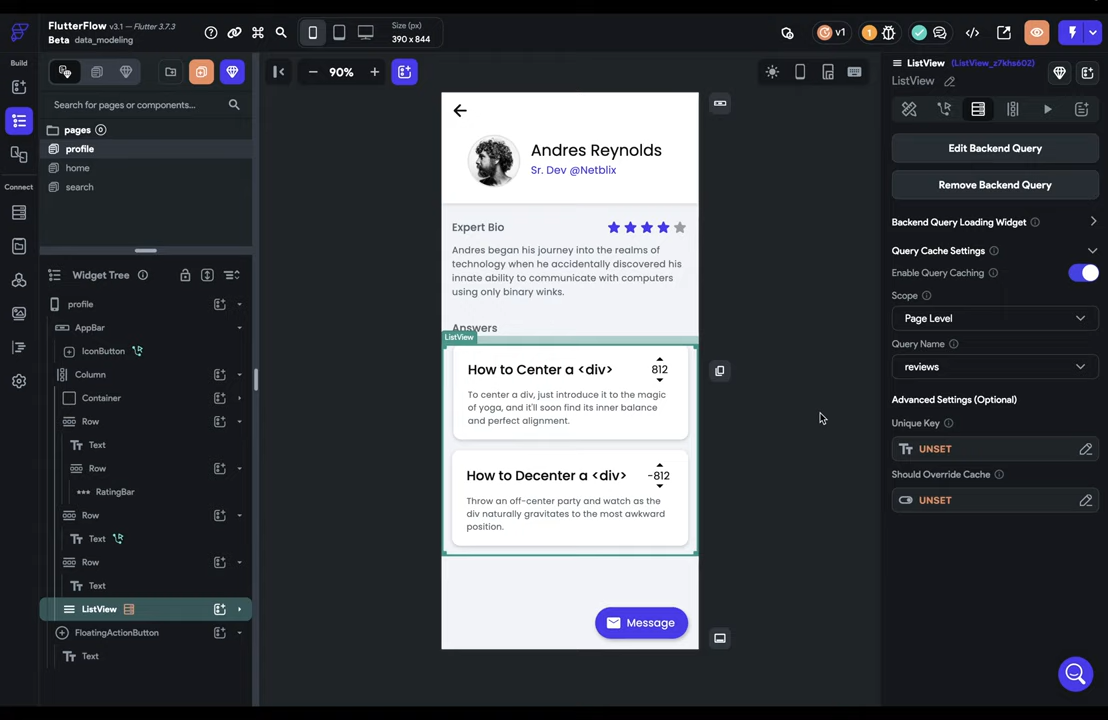 FlutterFlow v3.1 — Flutter 3.7.3
Beta data_modeling
Size (px)
390 x 844
v1
1
Build
Connect
90%
Search for pages or components...
pages 0
profile
home
search
Widget Tree
profile
AppBar
IconButton
Column
Container
Row
Text
Row
RatingBar
Row
Text
Row
Text
ListView
FloatingActionButton
Text
Andres Reynolds
Sr. Dev @Netblix
Expert Bio
Andres began his journey into the realms of
technology when he accidentally discovered his
innate ability to communicate with computers
using only binary winks.
Answers
ListView
How to Center a <div>
812
To center a div, just introduce it to the magic
of yoga, and it'll soon find its inner balance
and perfect alignment.
How to Decenter a <div>
-812
Throw an off-center party and watch as the
div naturally gravitates to the most awkward
position.
Message
ListView (ListView_z7khs602)
ListView
Edit Backend Query
Remove Backend Query
Backend Query Loading Widget
Query Cache Settings
Enable Query Caching
Scope
Page Level
Query Name
reviews
Advanced Settings (Optional)
Unique Key
UNSET
Should Override Cache
UNSET